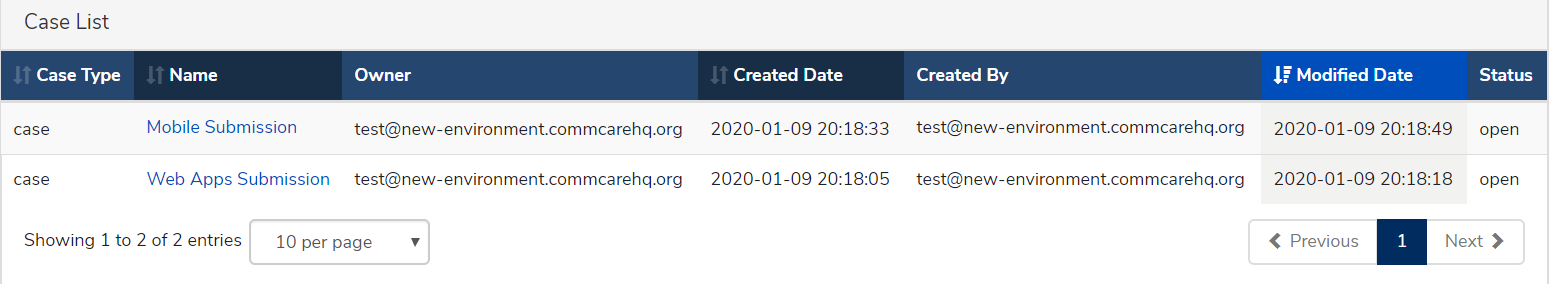 Case List
Case Type Name Owner Created Date Created By Modified Date Status
case Mobile Submission test@new-environment.commcarehq.org 2020-01-09 20:18:33 test@new-environment.commcarehq.org 2020-01-09 20:18:49 open
case Web Apps Submission test@new-environment.commcarehq.org 2020-01-09 20:18:05 test@new-environment.commcarehq.org 2020-01-09 20:18:18 open
Showing 1 to 2 of 2 entries 10 per page Previous 1 Next